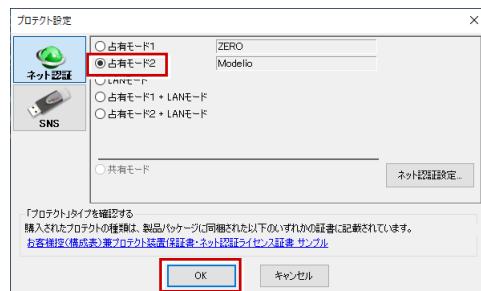 プロテクト設定
ネット認証
SNS
占有モード1 ZERO
占有モード2 Modelio
LANモード
占有モード1 + LANモード
占有モード2 + LANモード
共有モード
ネット認証設定...
「プロテクト」タイプを確認する
購入されたプロテクトの種類は、製品パッケージに同梱された以下のいずれかの証書に記載されています。
お客様控(構成表)兼プロテクト装置保証書・ネット認証ライセンス証書 サンプル
OK キャンセル